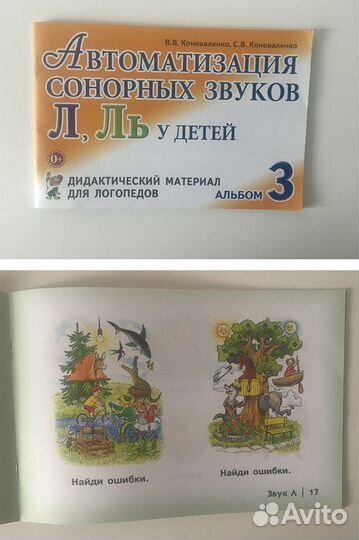 В.В. Коноваленко, С.В. Коноваленко
Автоматизация
сонорных звуков
Л, Ль у детей
0+
дидактический материал
для логопедов
альбом 3
Найди ошибки.
Найди ошибки.
Звук Л | 17
Avito